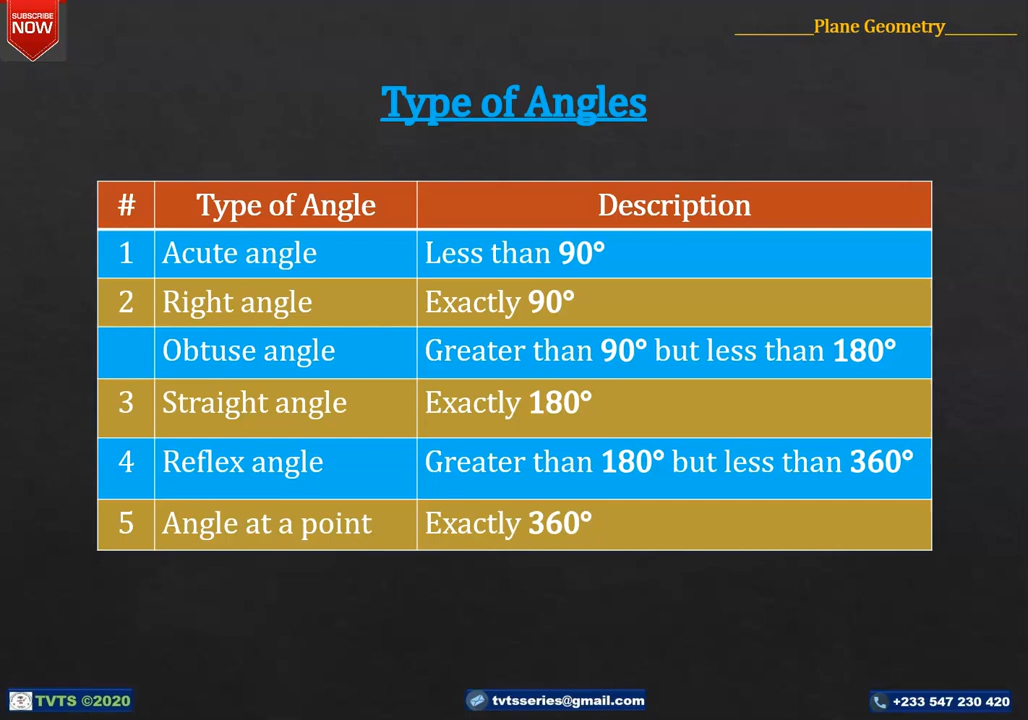 SUBSCRIBE
NOW
__________Plane Geometry_________
Type of Angles
# Type of Angle Description
1 Acute angle Less than 90°
2 Right angle Exactly 90°
Obtuse angle Greater than 90° but less than 180°
3 Straight angle Exactly 180°
4 Reflex angle Greater than 180° but less than 360°
5 Angle at a point Exactly 360°
TVTS ©2020 tvtsseries@gmail.com +233 547 230 420